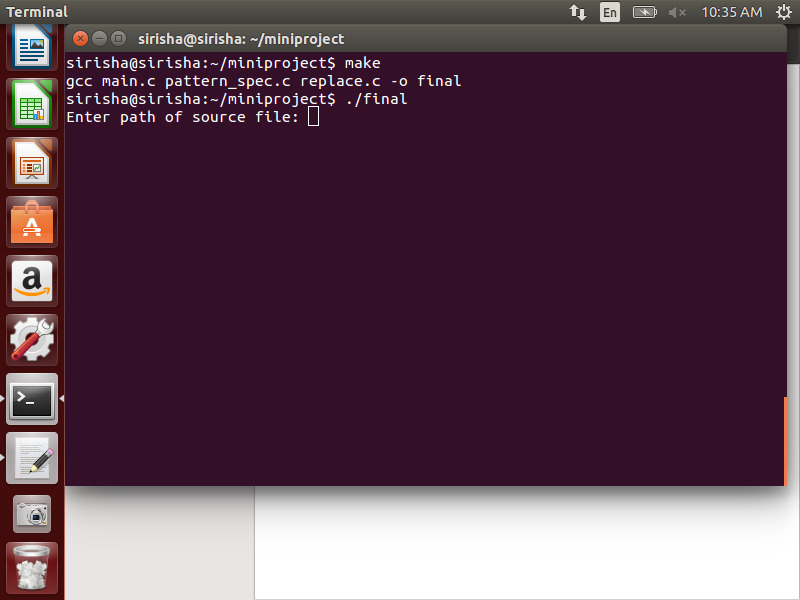 Terminal
En
10:35 AM
sirisha@sirisha: ~/miniproject
sirisha@sirisha:~/miniproject$ make
gcc main.c pattern_spec.c replace.c -o final
sirisha@sirisha:~/miniproject$ ./final
Enter path of source file:
A
a
>_